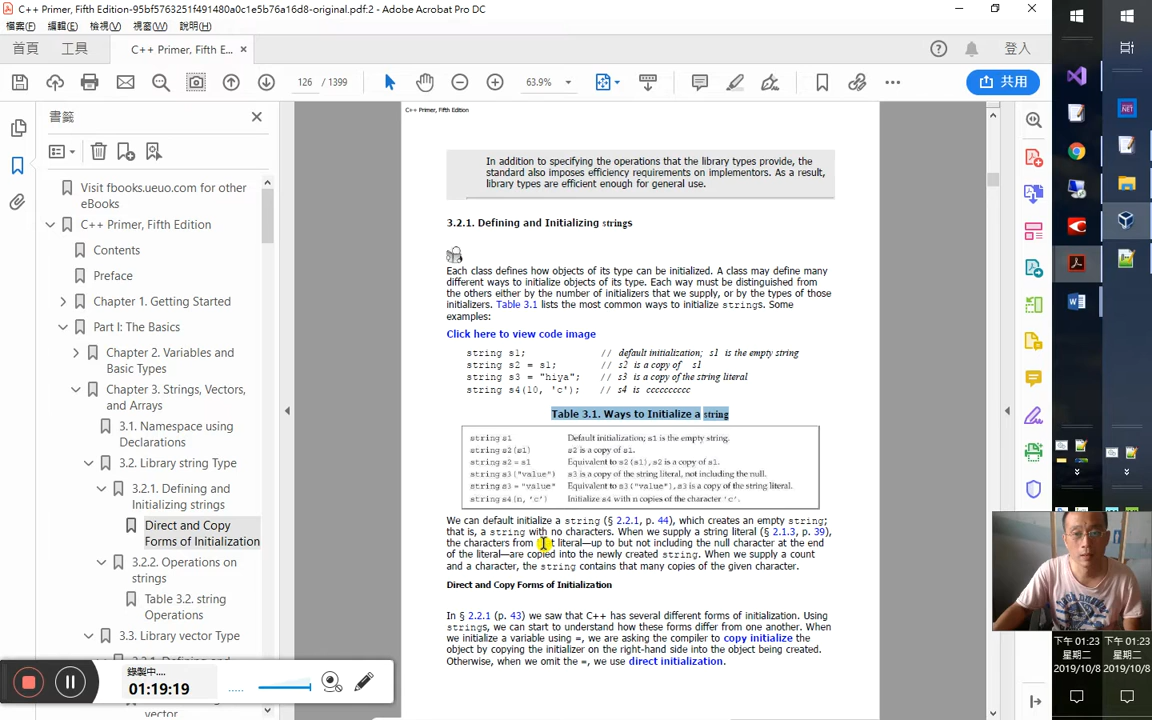 C++ Primer, Fifth Edition-95bf5763251f460480a0c1e5b76a16d8-original.pdf:2 - Adobe Acrobat Pro DC
檔案(F) 編輯(E) 檢視(V) 視窗(W) 說明(H)
首頁 工具 C++ Primer, Fifth E... × 登入
126 / 1399 63.9% 共用
書籤
Visit fbooks.ueuo.com for other
eBooks
C++ Primer, Fifth Edition
Contents
Preface
Chapter 1. Getting Started
Part I: The Basics
Chapter 2. Variables and
Basic Types
Chapter 3. Strings, Vectors,
and Arrays
3.1. Namespace using
Declarations
3.2. Library string Type
3.2.1. Defining and
Initializing strings
Direct and Copy
Forms of Initialization
3.2.2. Operations on
strings
Table 3.2. string
Operations
3.3. Library vector Type
vector
C++ Primer, Fifth Edition
In addition to specifying the operations that the library types provide, the
standard also imposes efficiency requirements on implementors. As a result,
library types are efficient enough for general use.
3.2.1. Defining and Initializing strings
Each class defines how objects of its type can be initialized. A class may define many
different ways to initialize objects of its type. Each way must be distinguished from
the others either by the number of initializers that we supply, or by the types of those
initializers. Table 3.1 lists the most common ways to initialize strings. Some
examples:
Click here to view code image
string s1; // default initialization; s1 is the empty string
string s2 = s1; // s2 is a copy of s1
string s3 = "hiya"; // s3 is a copy of the string literal
string s4(10, 'c'); // s4 is cccccccccc
Table 3.1. Ways to Initialize a string
string s1 Default initialization; s1 is the empty string.
string s2(s1) s2 is a copy of s1.
string s2 = s1 Equivalent to s2(s1), s2 is a copy of s1.
string s3("value") s3 is a copy of the string literal, not including the null.
string s3 = "value" Equivalent to s3("value"), s3 is a copy of the string literal.
string s4(n, 'c') Initialize s4 with n copies of the character 'c'.
We can default initialize a string (§ 2.2.1, p. 44), which creates an empty string;
that is, a string with no characters. When we supply a string literal (§ 2.1.3, p. 39),
the characters from t literal—up to but not including the null character at the end
of the literal—are copied into the newly created string. When we supply a count
and a character, the string contains that many copies of the given character.
Direct and Copy Forms of Initialization
In § 2.2.1 (p. 43) we saw that C++ has several different forms of initialization. Using
strings, we can start to understand how these forms differ from one another. When
we initialize a variable using =, we are asking the compiler to copy initialize the
object by copying the initializer on the right-hand side into the object being created.
Otherwise, when we omit the =, we use direct initialization.
錄製中...
01:19:19
.NET
下午 01:23 下午 01:23
星期二 星期二
2019/10/8 2019/10/8